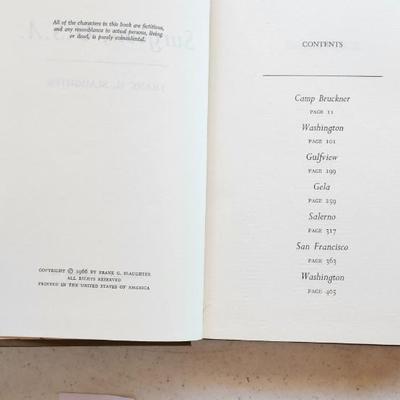 All of the characters in this book are fictitious,
and any resemblance to actual persons, living
or dead, is purely coincidental.
COPYRIGHT © 1966 BY FRANK G. SLAUGHTER
ALL RIGHTS RESERVED
PRINTED IN THE UNITED STATES OF AMERICA
CONTENTS
Camp Bruckner
PAGE 11
Washington
PAGE 101
Gulfview
PAGE 199
Gela
PAGE 259
Salerno
PAGE 317
San Francisco
PAGE 363
Washington
PAGE 405